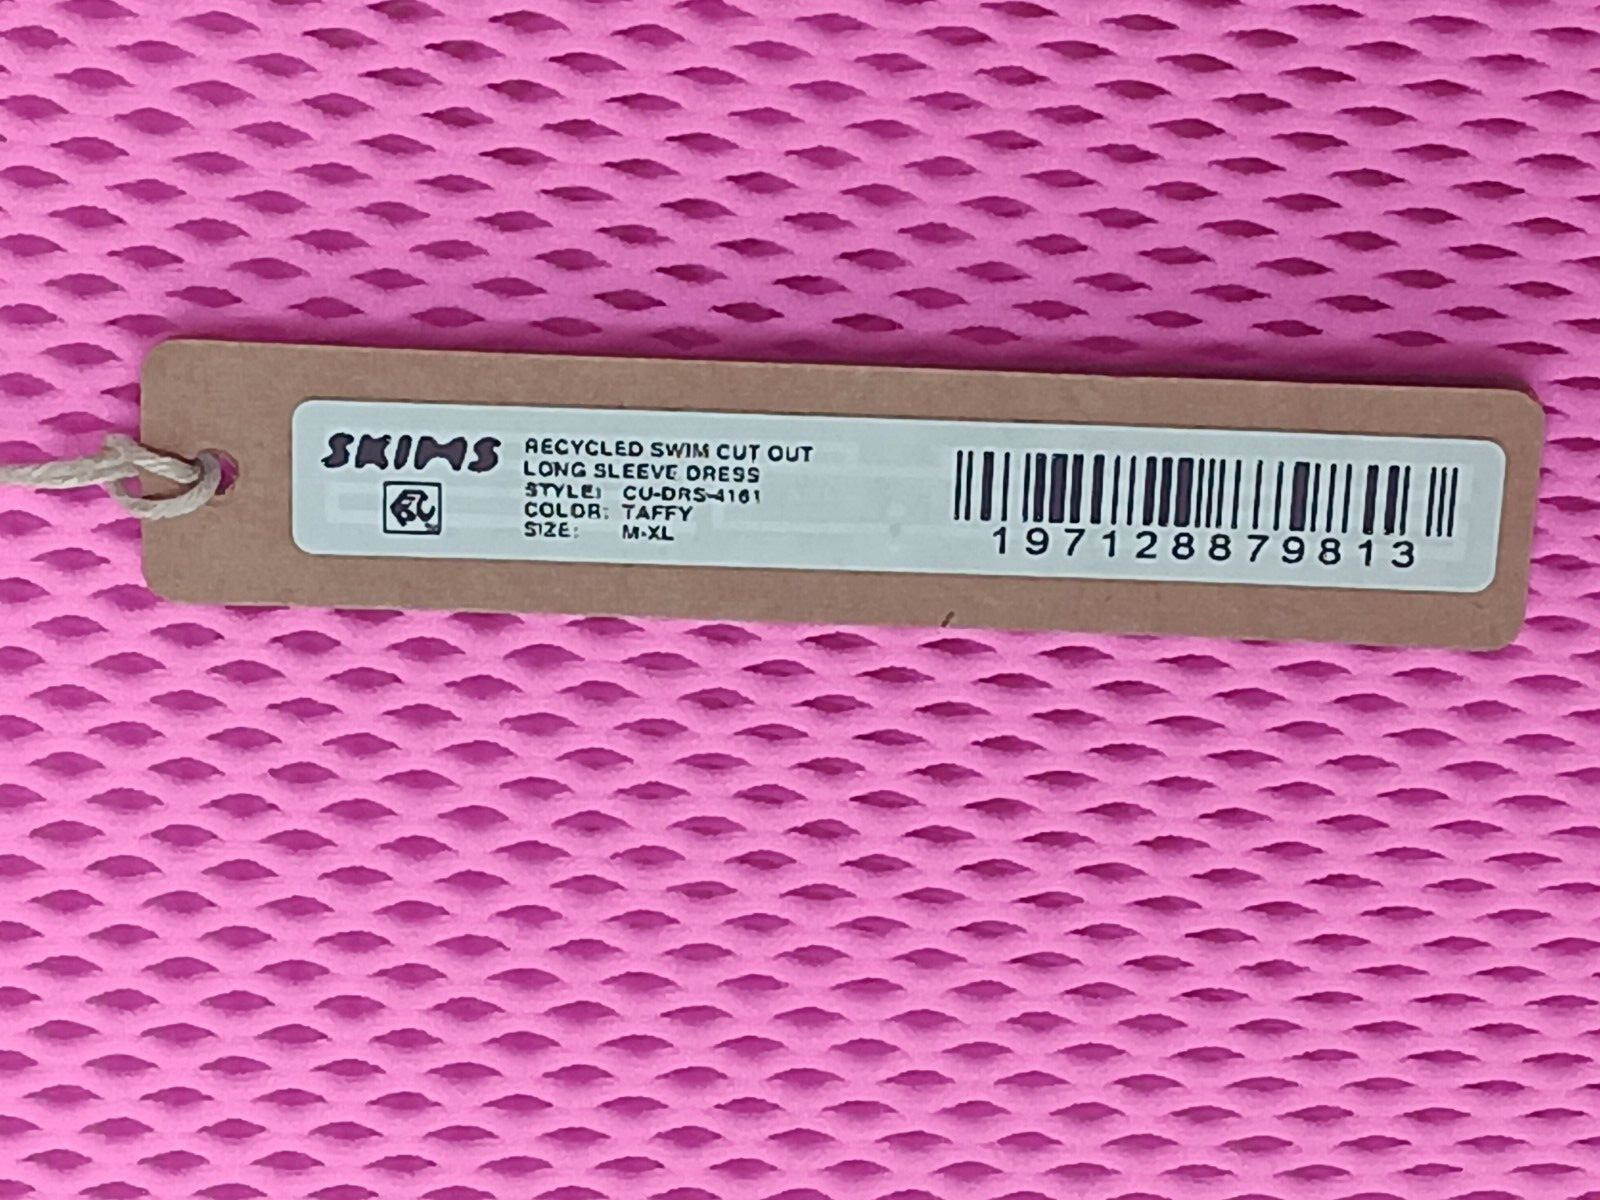 SKIMS
RECYCLED SWIM CUT OUT
LONG SLEEVE DRESS
STYLE: CU-DRS-4161
COLOR: TAFFY
SIZE: M-XL
197128879813